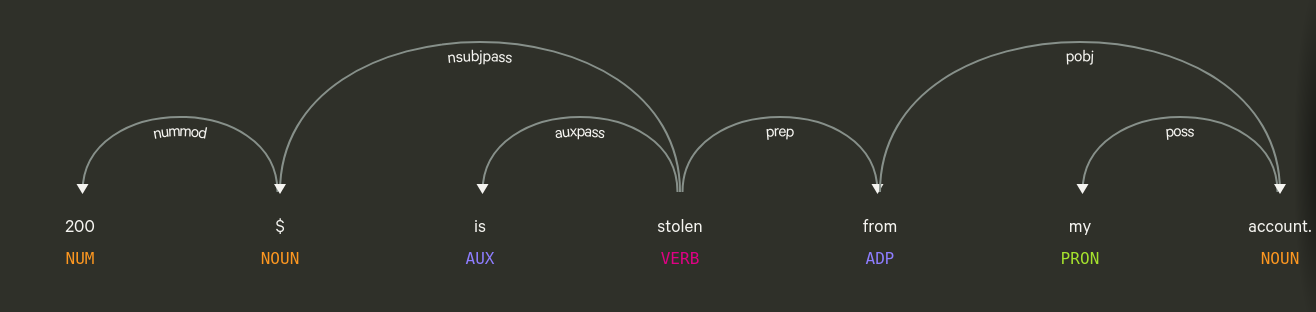 nsubjpass pobj
nummod auxpass prep poss
200 $ is stolen from my account.
NUM NOUN AUX VERB ADP PRON NOUN